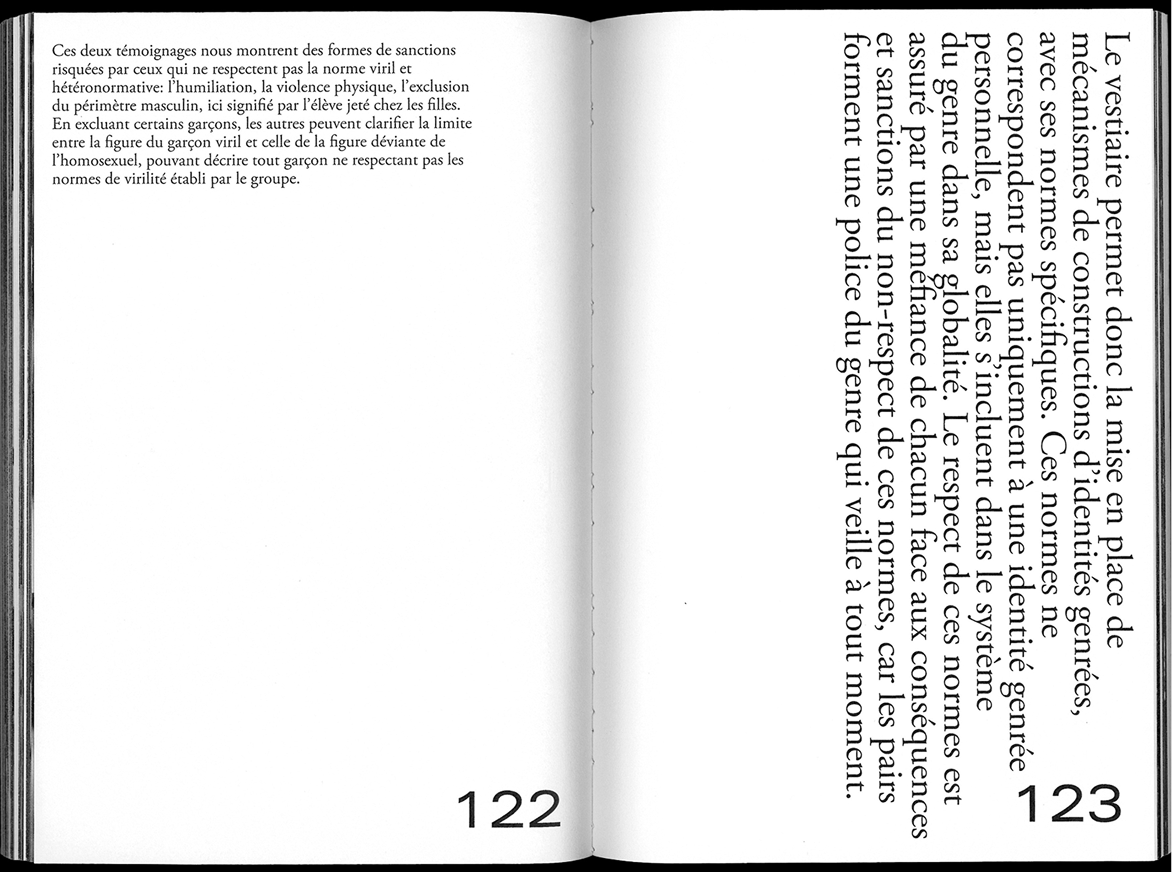 Ces deux témoignages nous montrent des formes de sanctions
risquées par ceux qui ne respectent pas la norme viril et
hétéronormative: l’humiliation, la violence physique, l’exclusion
du périmètre masculin, ici signifié par l’élève jeté chez les filles.
En excluant certains garçons, les autres peuvent clarifier la limite
entre la figure du garçon viril et celle de la figure déviante de
l’homosexuel, pouvant décrire tout garçon ne respectant pas les
normes de virilité établi par le groupe.
122
Le vestiaire permet donc la mise en place de
mécanismes de constructions d’identités genrées,
avec ses normes spécifiques. Ces normes ne
correspondent pas uniquement à une identité genrée
personnelle, mais elles s’incluent dans le système
du genre dans sa globalité. Le respect de ces normes est
assuré par une méfiance de chacun face aux conséquences
et sanctions du non-respect de ces normes, car les pairs
forment une police du genre qui veille à tout moment.
123